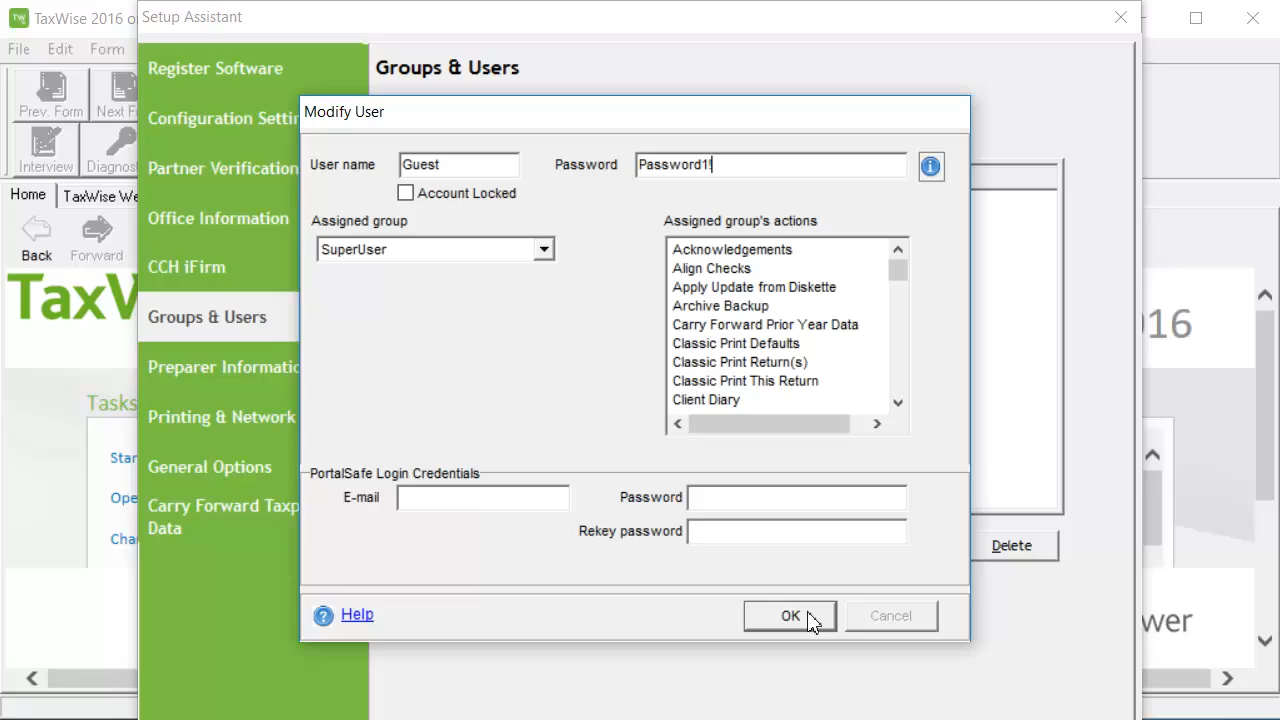 TW TaxWise 2016 o
Setup Assistant
File Edit Form
Register Software
Groups & Users
Prev. Form Next F
Configuration Settin
Modify User
Interview Diagnos
Partner Verification
User name Guest Password Password1!
Account Locked
Home TaxWise We
Office Information
Assigned group Assigned group's actions
SuperUser
Back Forward
CCH iFirm
Acknowledgements
Align Checks
Apply Update from Diskette
Archive Backup
Carry Forward Prior Year Data
Classic Print Defaults
Classic Print Return(s)
Classic Print This Return
Client Diary
TaxW
016
Groups & Users
Preparer Informatic
Tasks
Printing & Network
Star
General Options
PortalSafe Login Credentials
E-mail Password
Ope
Carry Forward Taxp
Data
Rekey password
Cha
Delete
Help OK Cancel
wer